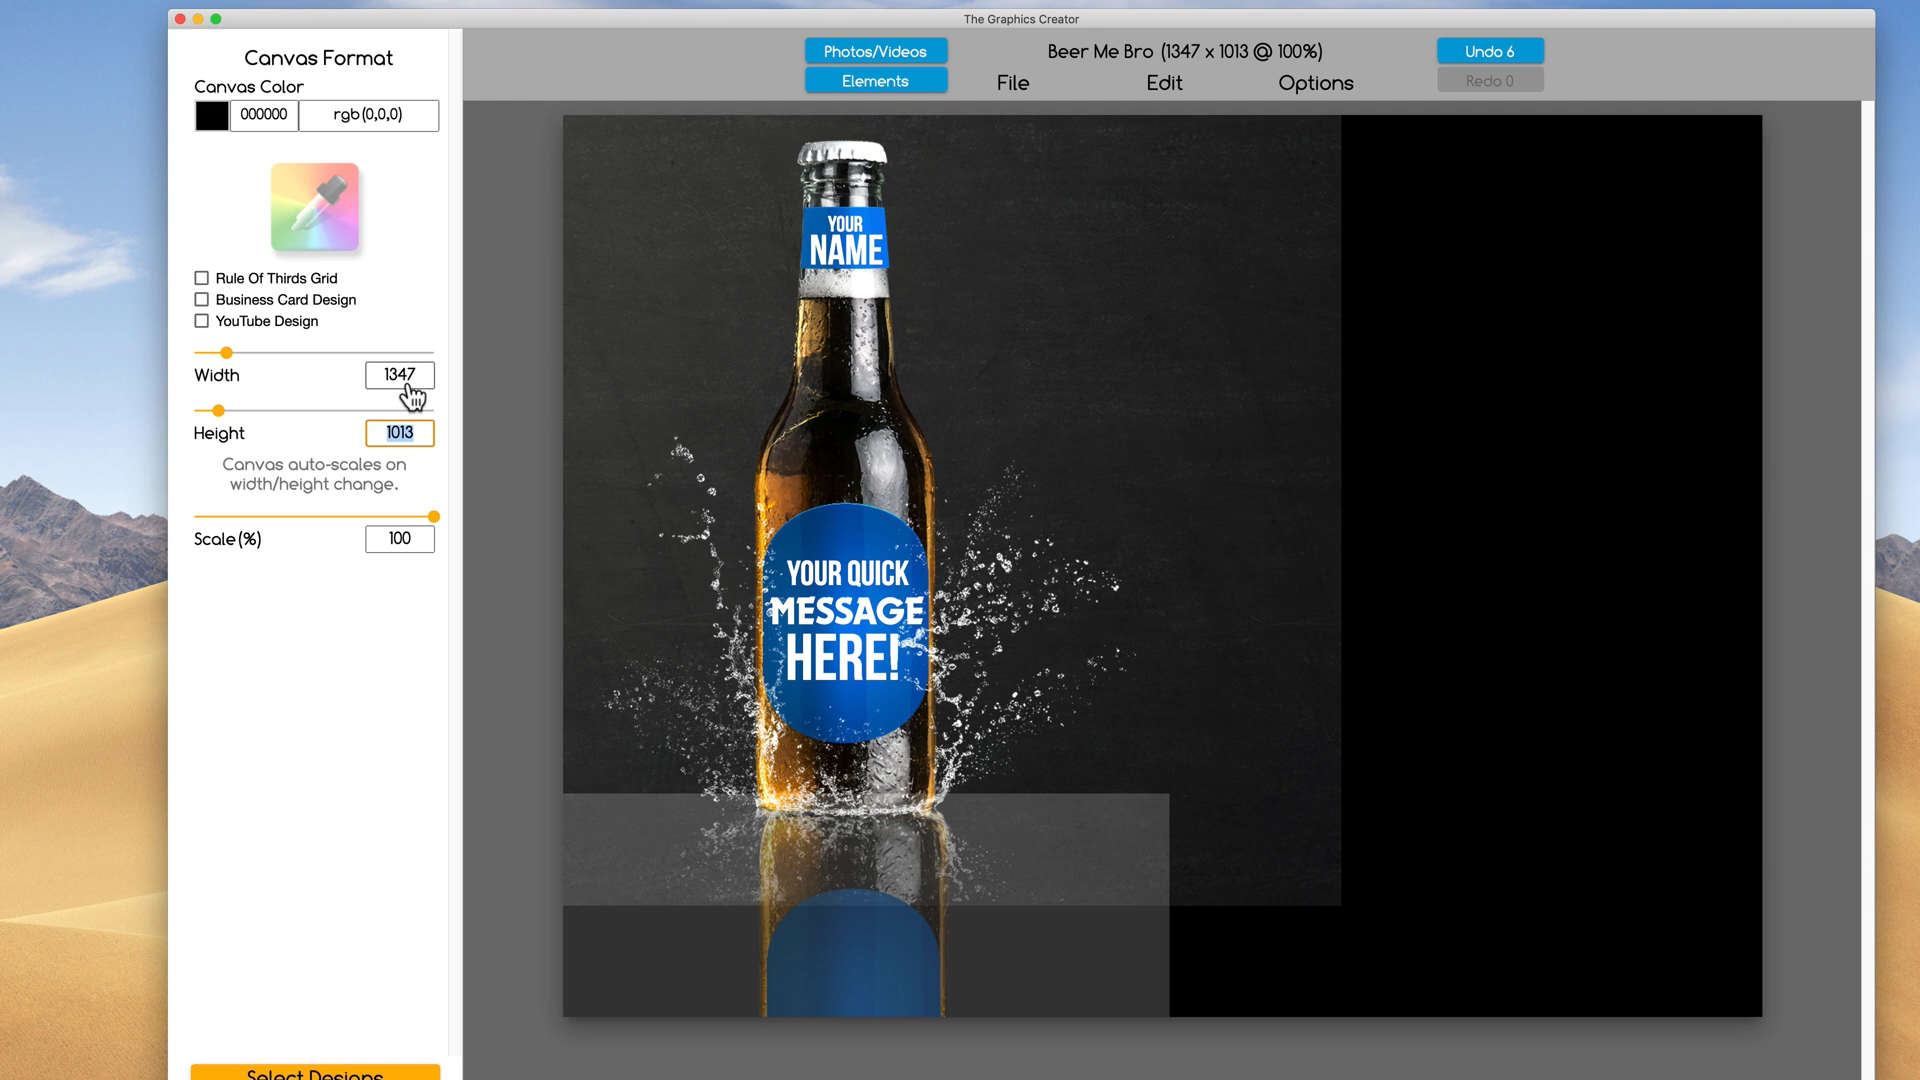 The Graphics Creator
Canvas Format
Canvas Color
000000
rgb(0,0,0)
Rule Of Thirds Grid
Business Card Design
YouTube Design
Width
1347
Height
1013
Canvas auto-scales on
width/height change.
Scale(%)
100
Select Designs
Photos/Videos
Elements
Beer Me Bro (1347 x 1013 @ 100%)
File
Edit
Options
Undo 6
Redo 0
YOUR
NAME
YOUR QUICK
MESSAGE
HERE!